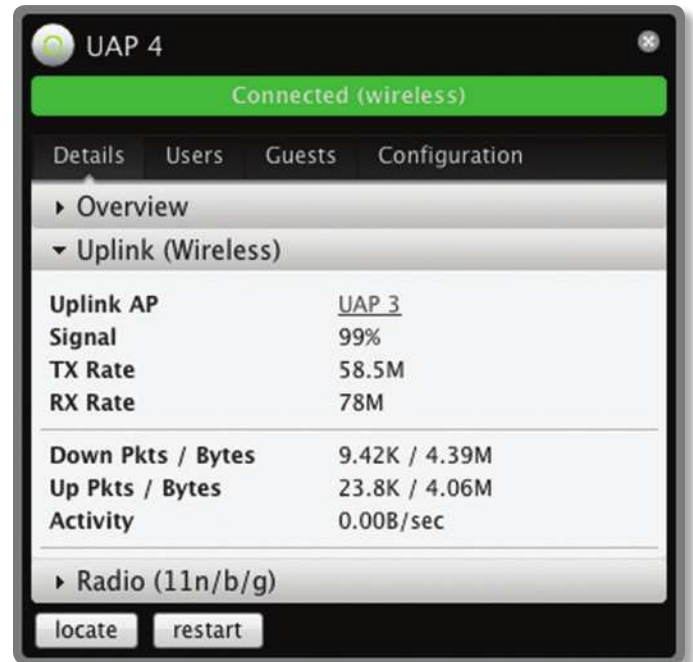 UAP 4
Connected (wireless)
Details Users Guests Configuration
Overview
Uplink (Wireless)
Uplink AP UAP 3
Signal 99%
TX Rate 58.5M
RX Rate 78M
Down Pkts / Bytes 9.42K / 4.39M
Up Pkts / Bytes 23.8K / 4.06M
Activity 0.00B/sec
Radio (11n/b/g)
locate restart